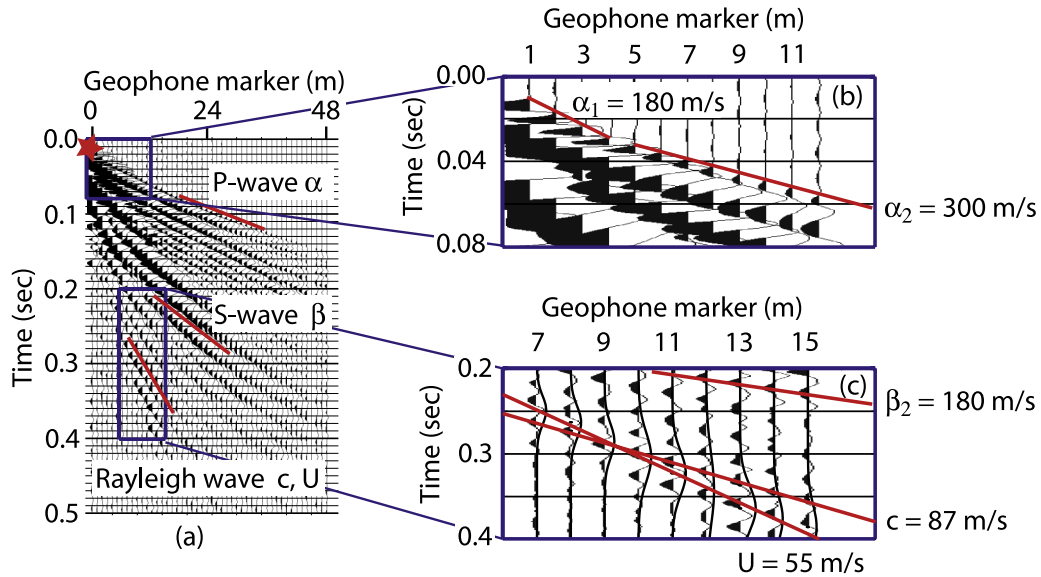 Geophone marker (m)
0 24 48
0.0
0.1
0.2
0.3
0.4
0.5
Time (sec)
P-wave α
S-wave β
Rayleigh wave c, U
(a)
Geophone marker (m)
1 3 5 7 9 11
0.00
0.04
0.08
Time (sec)
(b)
α₁ = 180 m/s
α₂ = 300 m/s
Geophone marker (m)
7 9 11 13 15
0.2
0.3
0.4
Time (sec)
(c)
β₂ = 180 m/s
c = 87 m/s
U = 55 m/s